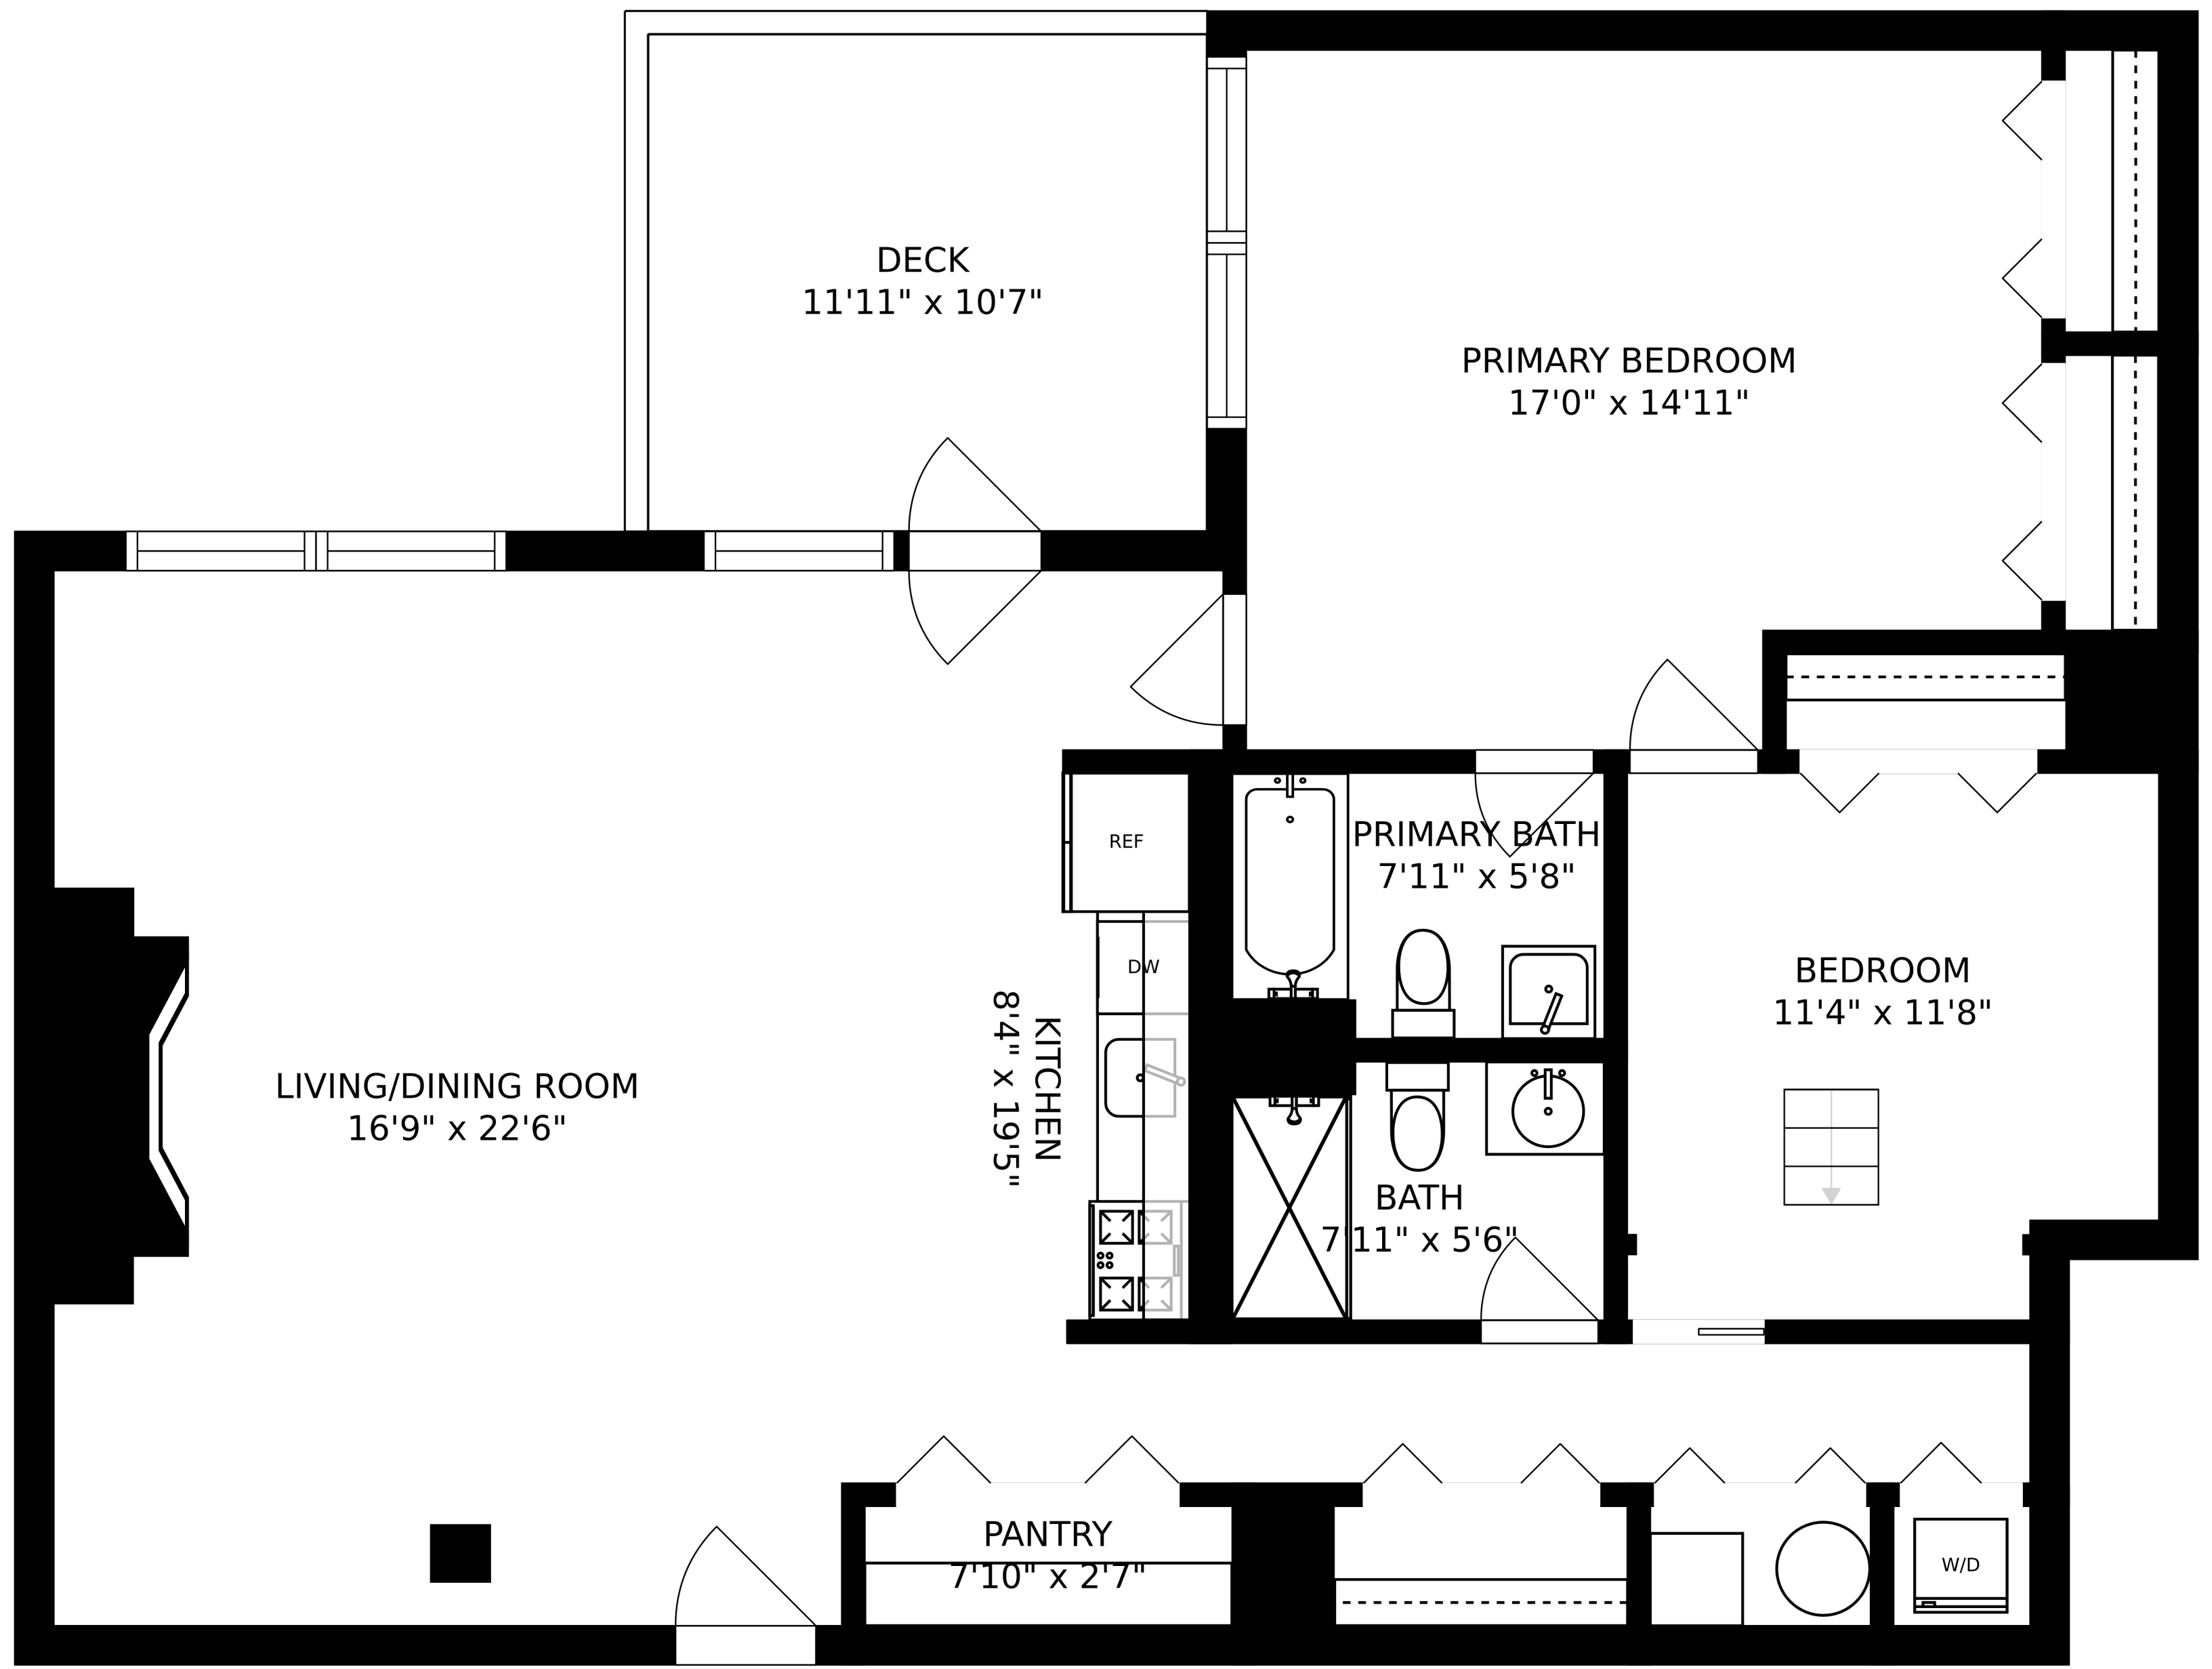 DECK
11'11" x 10'7"
PRIMARY BEDROOM
17'0" x 14'11"
REF
PRIMARY BATH
7'11" x 5'8"
DW
BEDROOM
11'4" x 11'8"
KITCHEN
8'4" x 19'5"
LIVING/DINING ROOM
16'9" x 22'6"
BATH
7'11" x 5'6"
PANTRY
7'10" x 2'7"
W/D